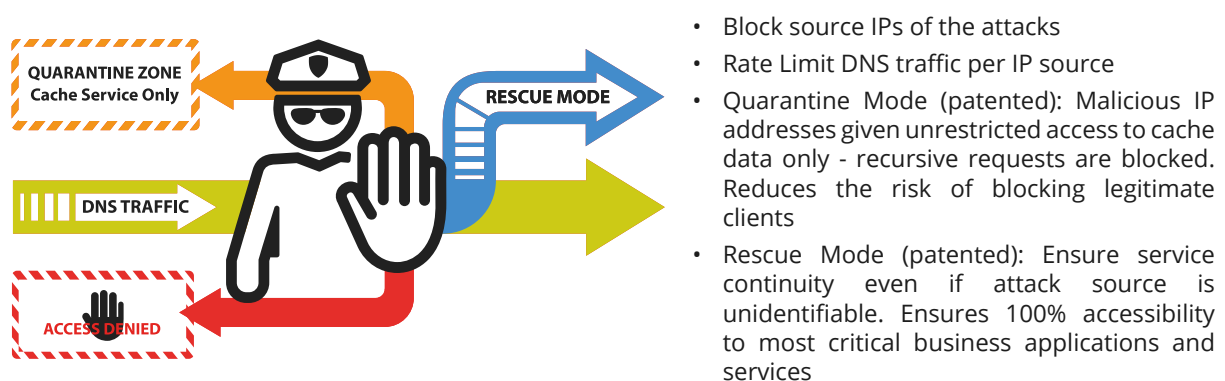 QUARANTINE ZONE
Cache Service Only
RESCUE MODE
DNS TRAFFIC
ACCESS DENIED
• Block source IPs of the attacks
• Rate Limit DNS traffic per IP source
• Quarantine Mode (patented): Malicious IP
addresses given unrestricted access to cache
data only - recursive requests are blocked.
Reduces the risk of blocking legitimate
clients
• Rescue Mode (patented): Ensure service
continuity even if attack source is
unidentifiable. Ensures 100% accessibility
to most critical business applications and
services